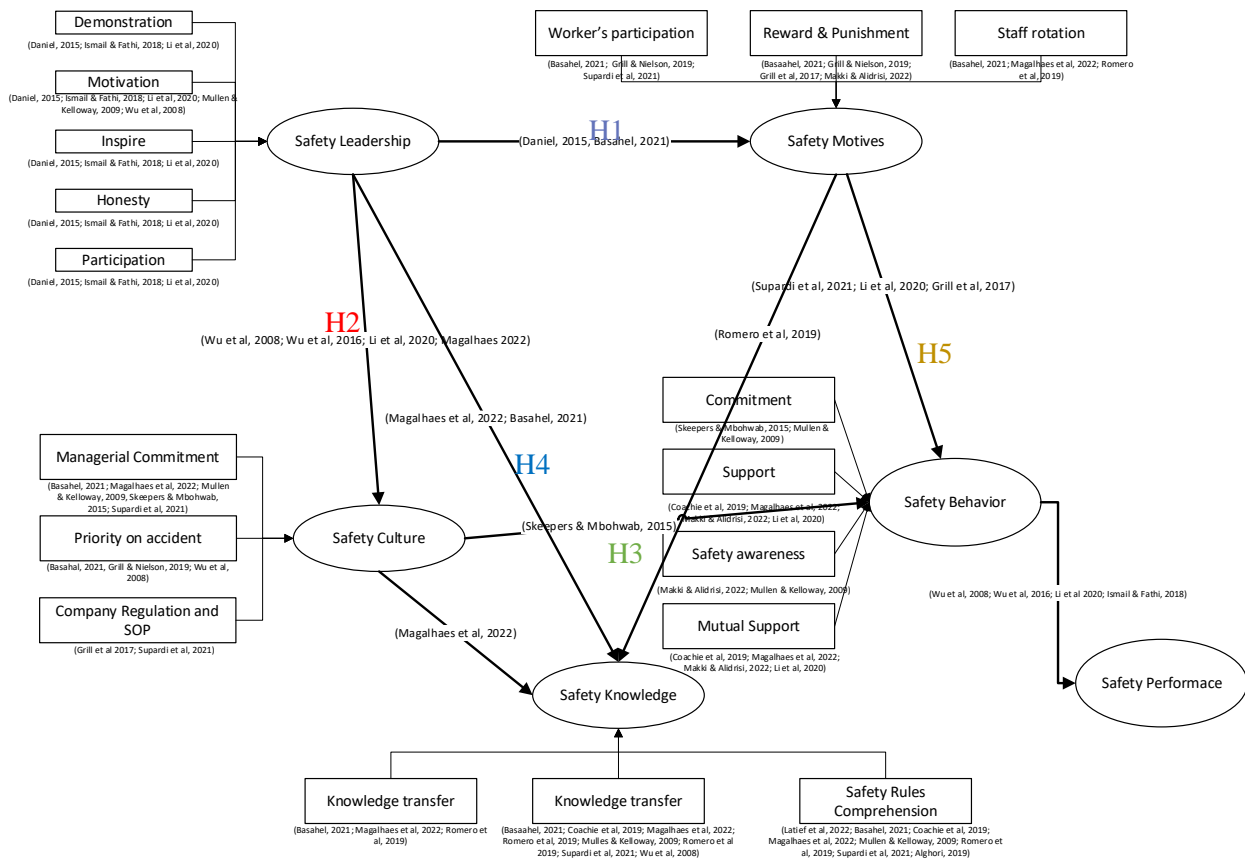 Demonstration
(Daniel, 2015; Ismail & Fathi, 2018; Li et al, 2020)
Motivation
(Daniel, 2015; Ismail & Fathi, 2018; Li et al, 2020; Mullen &
Kelloway, 2009; Wu et al, 2008)
Inspire
(Daniel, 2015; Ismail & Fathi, 2018; Li et al, 2020)
Honesty
(Daniel, 2015; Ismail & Fathi, 2018; Li et al, 2020)
Participation
(Daniel, 2015; Ismail & Fathi, 2018; Li et al, 2020)
Safety Leadership
H1
(Daniel, 2015, Basahel, 2021)
Worker's participation
(Basahel, 2021; Grill & Nielson, 2019;
Supardi et al, 2021)
Reward & Punishment
(Basaahel, 2021; Grill & Nielson, 2019;
Grill et al, 2017; Makki & Alidrisi, 2022)
Staff rotation
(Basahel, 2021; Magalhaes et al, 2022; Romero
et al, 2019)
Safety Motives
H2
(Wu et al, 2008; Wu et al, 2016; Li et al, 2020; Magalhaes 2022)
(Magalhaes et al, 2022; Basahel, 2021)
H4
(Supardi et al, 2021; Li et al, 2020; Grill et al, 2017)
(Romero et al, 2019)
H5
Managerial Commitment
(Basahel, 2021; Magalhaes et al, 2022; Mullen
& Kelloway, 2009, Skeepers & Mbohwab,
2015; Supardi et al, 2021)
Priority on accident
(Basahal, 2021, Grill & Nielson, 2019; Wu et al,
2008)
Company Regulation and
SOP
(Grill et al 2017; Supardi et al, 2021)
Safety Culture
(Skeepers & Mbohwab, 2015)
H3
(Magalhaes et al, 2022)
Commitment
(Skeepers & Mbohwab, 2015; Mullen &
Kelloway, 2009)
Support
(Coachie et al, 2019; Magalhaes et al, 2022;
Makki & Alidrisi, 2022; Li et al, 2020)
Safety awareness
(Makki & Alidrisi, 2022; Mullen & Kelloway, 2009)
Mutual Support
(Coachie et al, 2019; Magalhaes et al, 2022;
Makki & Alidrisi, 2022; Li et al, 2020)
Safety Behavior
(Wu et al, 2008; Wu et al, 2016; Li et al 2020; Ismail & Fathi, 2018)
Safety Performace
Safety Knowledge
Knowledge transfer
(Basahel, 2021; Magalhaes et al, 2022; Romero et
al, 2019)
Knowledge transfer
(Basaahel, 2021; Coachie et al, 2019; Magalhaes et al, 2022;
Romero et al, 2019; Mulles & Kelloway, 2009; Romero et al
2019; Supardi et al, 2021; Wu et al, 2008)
Safety Rules
Comprehension
(Latief et al, 2022; Basahel, 2021; Coachie et al, 2019;
Magalhaes et al, 2022; Mullen & Kelloway, 2009; Romero et
al, 2019; Supardi et al, 2021; Alghori, 2019)